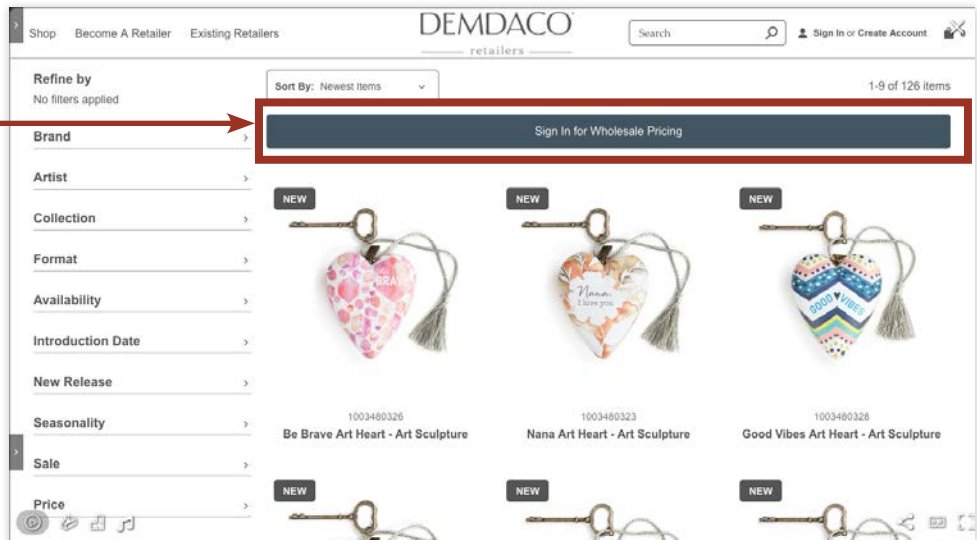 Shop Become A Retailer Existing Retailers
DEMDACO
retailers
Search
Sign In or Create Account
Refine by
No filters applied
Sort By: Newest Items
1-9 of 126 items
Sign In for Wholesale Pricing
Brand
Artist
Collection
Format
Availability
Introduction Date
New Release
Seasonality
Sale
Price
NEW
NEW
NEW
BRAVE
Nana
I love you
GOOD VIBES
1003480326
Be Brave Art Heart - Art Sculpture
1003480323
Nana Art Heart - Art Sculpture
1003480328
Good Vibes Art Heart - Art Sculpture
NEW
NEW
NEW